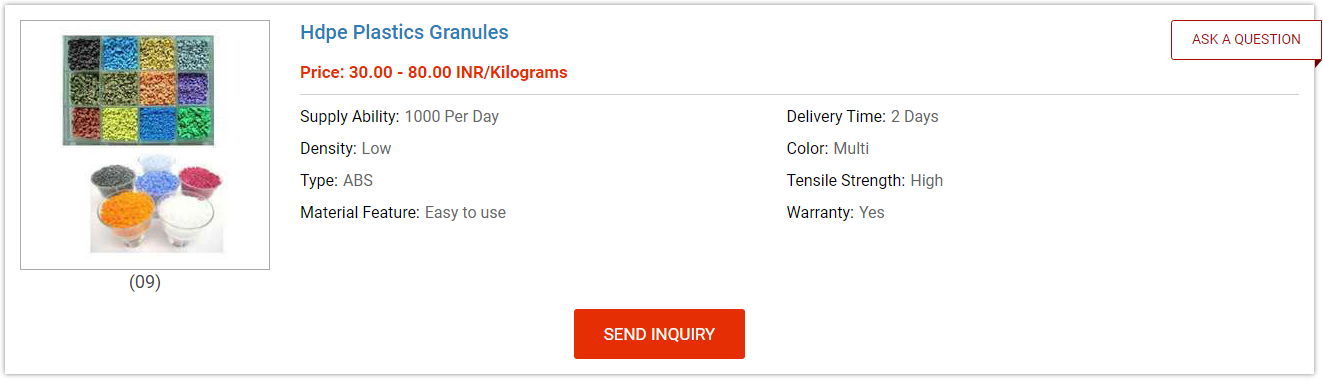 Hdpe Plastics Granules
ASK A QUESTION
Price: 30.00 - 80.00 INR/Kilograms
Supply Ability: 1000 Per Day
Delivery Time: 2 Days
Density: Low
Color: Multi
Type: ABS
Tensile Strength: High
Material Feature: Easy to use
Warranty: Yes
(09)
SEND INQUIRY